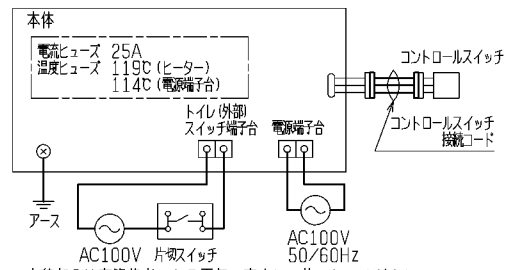 本体
電流ヒューズ 25A
温度ヒューズ 119℃(ヒーター)
114℃(電源端子台)
コントロールスイッチ
トイレ(外部)
スイッチ端子台
電源端子台
コントロールスイッチ
接続コード
アース
AC100V
片切スイッチ
AC100V
50/60Hz